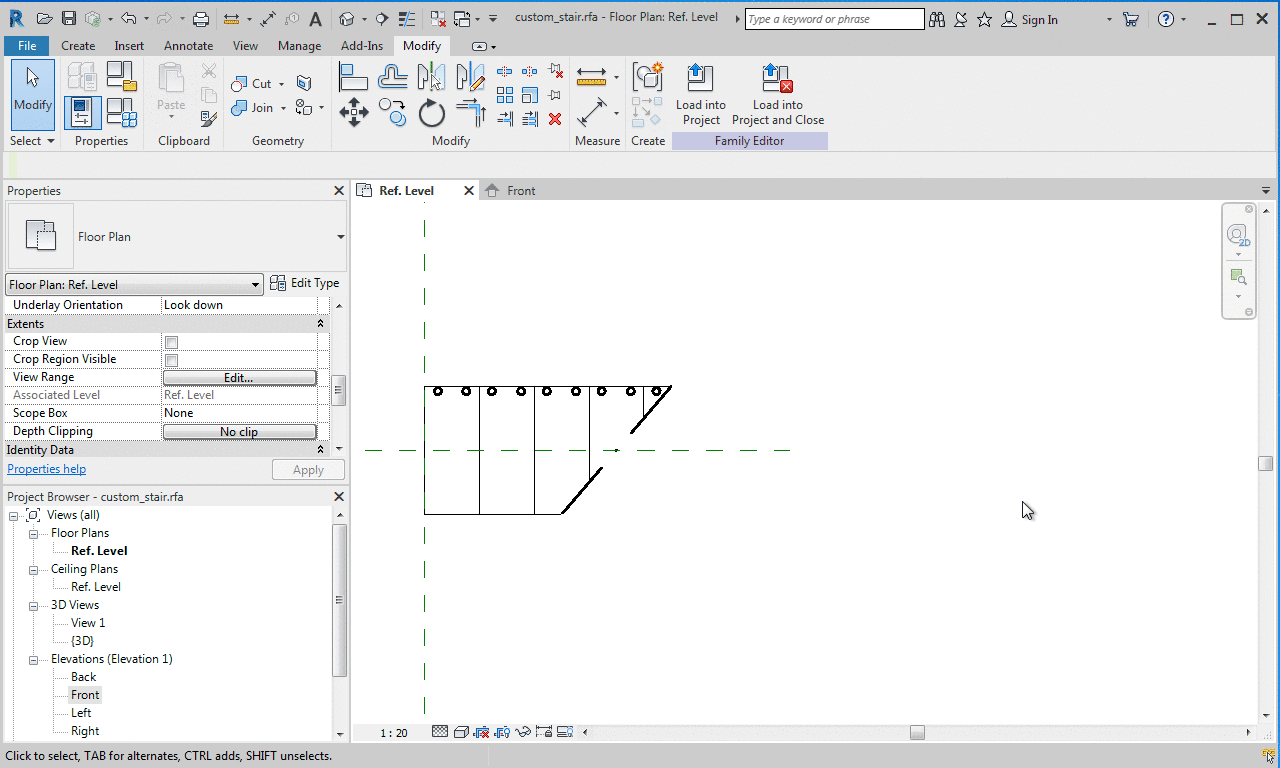 custom_stair.rfa - Floor Plan: Ref. Level
Type a keyword or phrase
Sign In
File Create Insert Annotate View Manage Add-Ins Modify
Modify
Paste
Cut
Join
Load into
Project
Load into
Project and Close
Select Properties Clipboard Geometry Modify Measure Create Family Editor
Properties
Ref. Level
Front
Floor Plan
2D
Floor Plan: Ref. Level
Edit Type
Underlay Orientation Look down
Extents
Crop View
Crop Region Visible
View Range Edit...
Associated Level Ref. Level
Scope Box None
Depth Clipping No clip
Identity Data
Properties help
Apply
Project Browser - custom_stair.rfa
Views (all)
Floor Plans
Ref. Level
Ceiling Plans
Ref. Level
3D Views
View 1
{3D}
Elevations (Elevation 1)
Back
Front
Left
Right
1 : 20
Click to select, TAB for alternates, CTRL adds, SHIFT unselects.